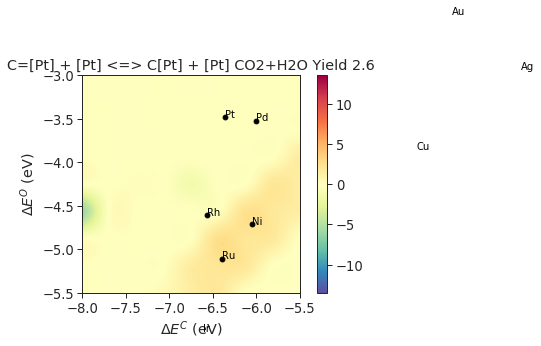 Au
C=[Pt] + [Pt] <=> C[Pt] + [Pt] CO2+H2O Yield 2.6
Ag
−3.0
10
Pt
Pd
−3.5
5
Cu
−4.0
0
ΔE^O (eV)
−4.5
Rh
Ni
−5
−5.0
Ru
−10
−5.5
−8.0 −7.5 −7.0 −6.5 −6.0 −5.5
ΔE^C (eV)
Ir